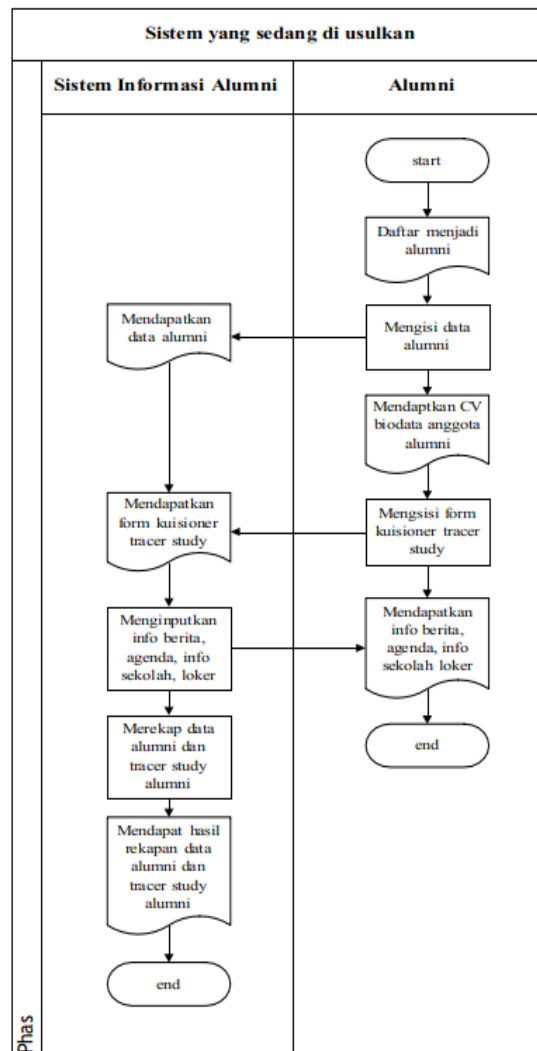 Sistem yang sedang di usulkan
Sistem Informasi Alumni
Alumni
start
Daftar menjadi
alumni
Mendapatkan
data alumni
Mengisi data
alumni
Mendaptkan CV
biodata anggota
alumni
Mendapatkan
form kuisioner
tracer study
Mengsisi form
kuisioner tracer
study
Menginputkan
info berita,
agenda, info
sekolah, loker
Mendapatkan
info berita,
agenda, info
sekolah loker
Merekap data
alumni dan
tracer study
alumni
end
Mendapat hasil
rekapan data
alumni dan
tracer study
alumni
end
Phas